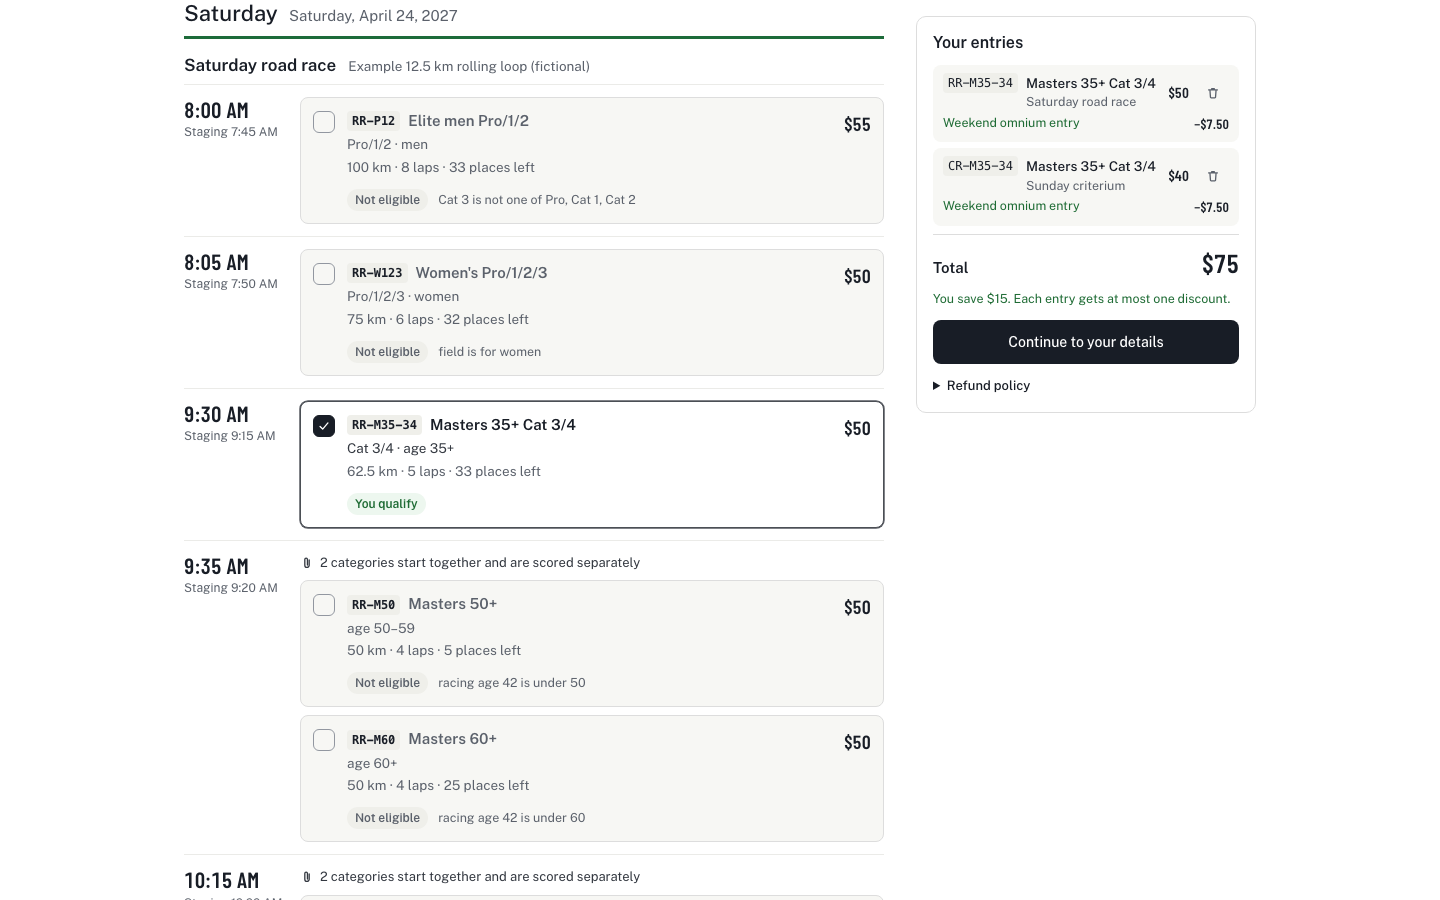 Saturday Saturday, April 24, 2027
Saturday road race Example 12.5 km rolling loop (fictional)
8:00 AM
Staging 7:45 AM
RR–P12 Elite men Pro/1/2 $55
Pro/1/2 · men
100 km · 8 laps · 33 places left
Not eligible Cat 3 is not one of Pro, Cat 1, Cat 2
8:05 AM
Staging 7:50 AM
RR–W123 Women's Pro/1/2/3 $50
Pro/1/2/3 · women
75 km · 6 laps · 32 places left
Not eligible field is for women
9:30 AM
Staging 9:15 AM
RR–M35–34 Masters 35+ Cat 3/4 $50
Cat 3/4 · age 35+
62.5 km · 5 laps · 33 places left
You qualify
9:35 AM
Staging 9:20 AM
2 categories start together and are scored separately
RR–M50 Masters 50+ $50
age 50–59
50 km · 4 laps · 5 places left
Not eligible racing age 42 is under 50
RR–M60 Masters 60+ $50
age 60+
50 km · 4 laps · 25 places left
Not eligible racing age 42 is under 60
10:15 AM
2 categories start together and are scored separately
Your entries
RR–M35–34 Masters 35+ Cat 3/4 $50
Saturday road race
Weekend omnium entry –$7.50
CR–M35–34 Masters 35+ Cat 3/4 $40
Sunday criterium
Weekend omnium entry –$7.50
Total $75
You save $15. Each entry gets at most one discount.
Continue to your details
Refund policy